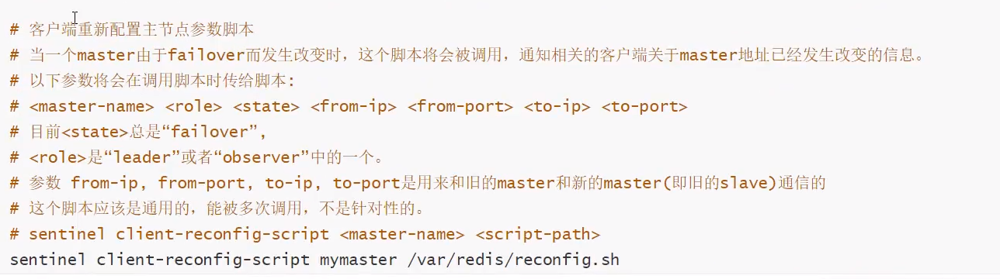 # 客户端重新配置主节点参数脚本
# 当一个master由于failover而发生改变时，这个脚本将会被调用，通知相关的客户端关于master地址已经发生改变的信息。
# 以下参数将会在调用脚本时传给脚本:
# <master-name> <role> <state> <from-ip> <from-port> <to-ip> <to-port>
# 目前<state>总是“failover”,
# <role>是“leader”或者“observer”中的一个。
# 参数 from-ip, from-port, to-ip, to-port是用来和旧的master和新的master(即旧的slave)通信的
# 这个脚本应该是通用的，能被多次调用，不是针对性的。
# sentinel client-reconfig-script <master-name> <script-path>
sentinel client-reconfig-script mymaster /var/redis/reconfig.sh